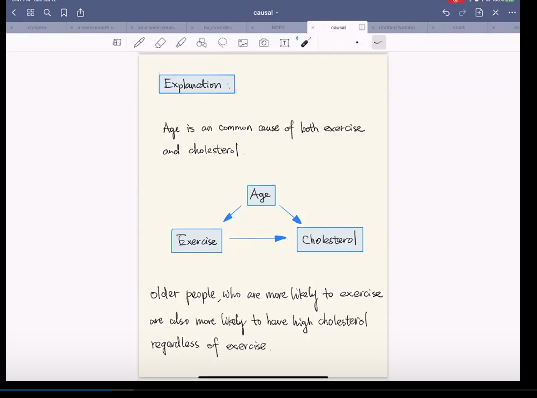 causal
causal
Explanation :
Age is an common cause of both exercise
and cholesterol.
Age
Exercise
Cholesterol
older people, who are more likely to exercise
are also more likely to have high cholesterol
regardless of exercise.